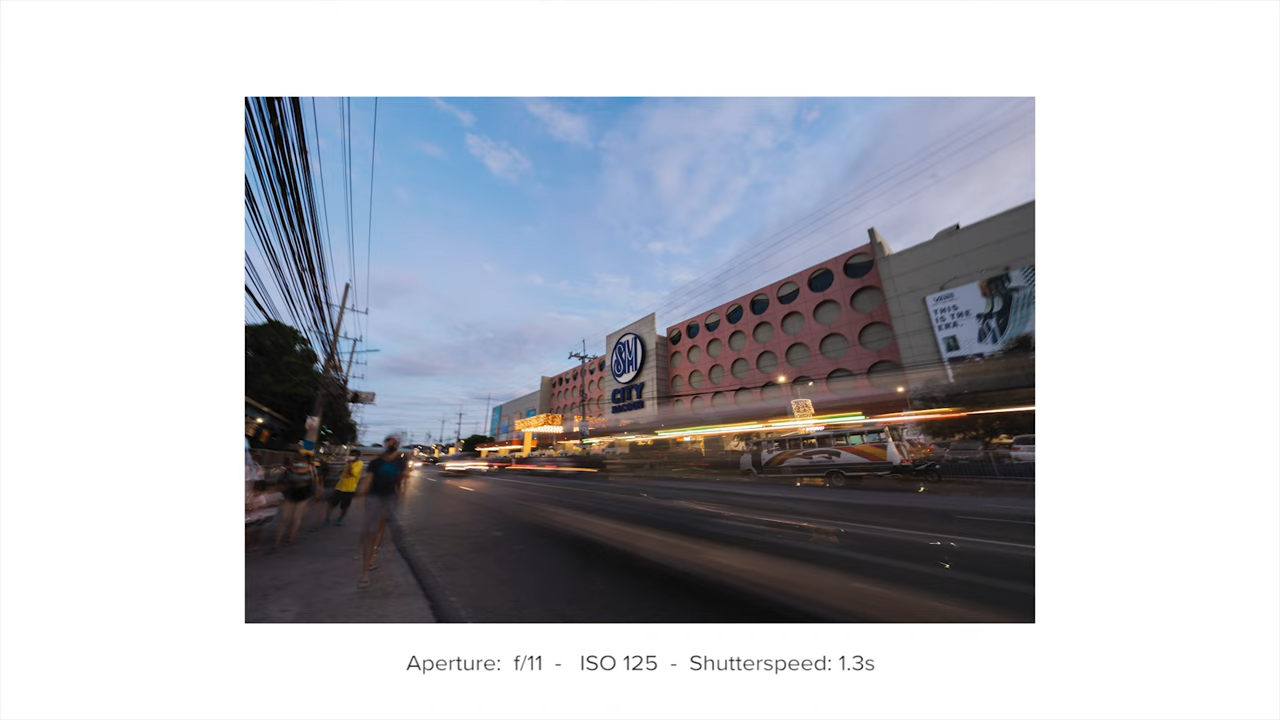 SM
CITY
THIS
IS THE
ERA.
Aperture: f/11 - ISO 125 - Shutterspeed: 1.3s